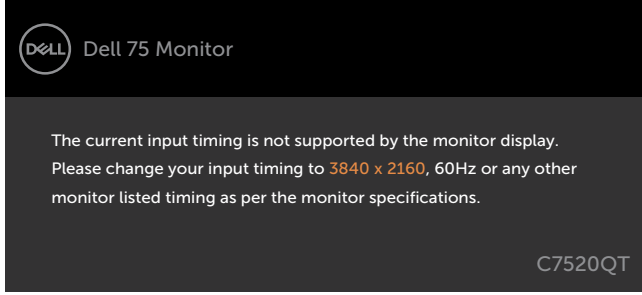 DELL
Dell 75 Monitor
The current input timing is not supported by the monitor display.
Please change your input timing to 3840 x 2160, 60Hz or any other
monitor listed timing as per the monitor specifications.
C7520QT